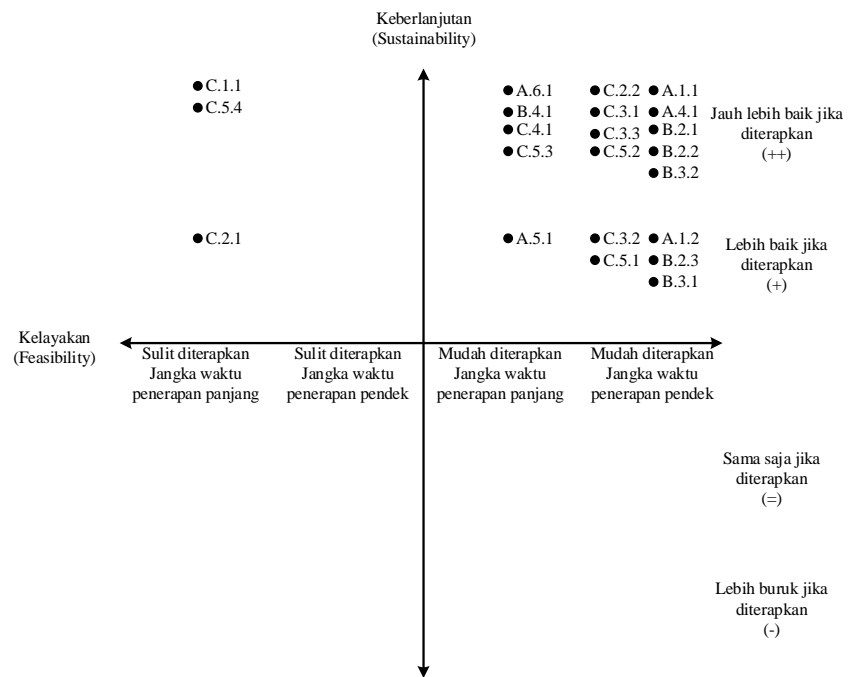 Keberlanjutan
(Sustainability)
C.1.1
A.6.1
C.2.2
A.1.1
C.5.4
B.4.1
C.3.1
A.4.1
C.4.1
C.3.3
B.2.1
C.5.3
C.5.2
B.2.2
B.3.2
Jauh lebih baik jika
diterapkan
(++)
C.2.1
A.5.1
C.3.2
A.1.2
C.5.1
B.2.3
B.3.1
Lebih baik jika
diterapkan
(+)
Kelayakan
(Feasibility)
Sulit diterapkan
Jangka waktu
penerapan panjang
Sulit diterapkan
Jangka waktu
penerapan pendek
Mudah diterapkan
Jangka waktu
penerapan panjang
Mudah diterapkan
Jangka waktu
penerapan pendek
Sama saja jika
diterapkan
(=)
Lebih buruk jika
diterapkan
(-)